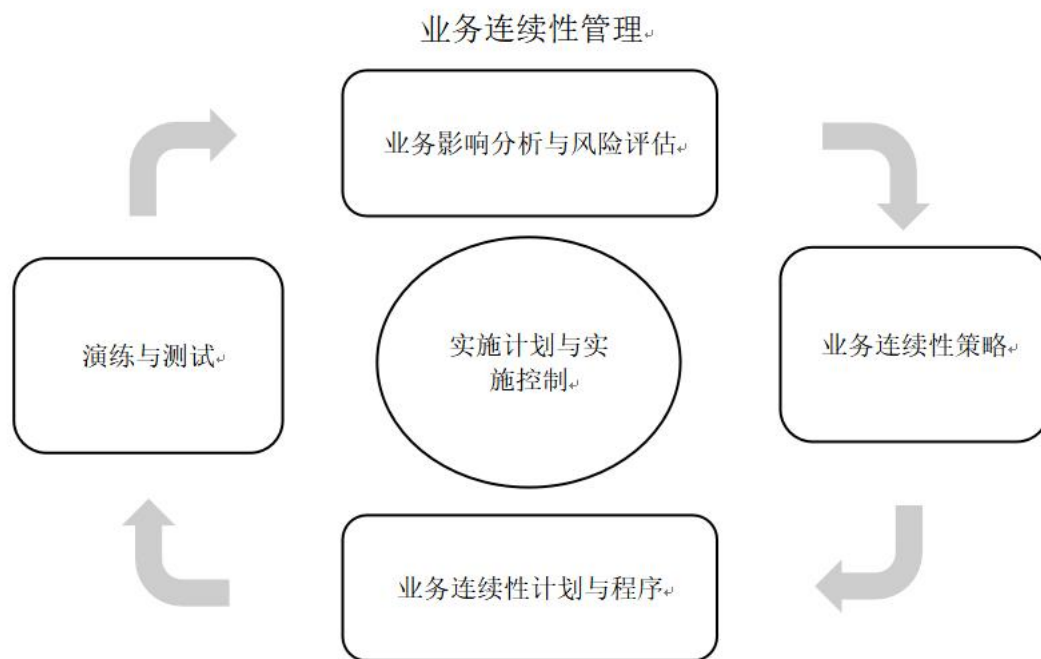 业务连续性管理
业务影响分析与风险评估
演练与测试
实施计划与实
施控制
业务连续性策略
业务连续性计划与程序